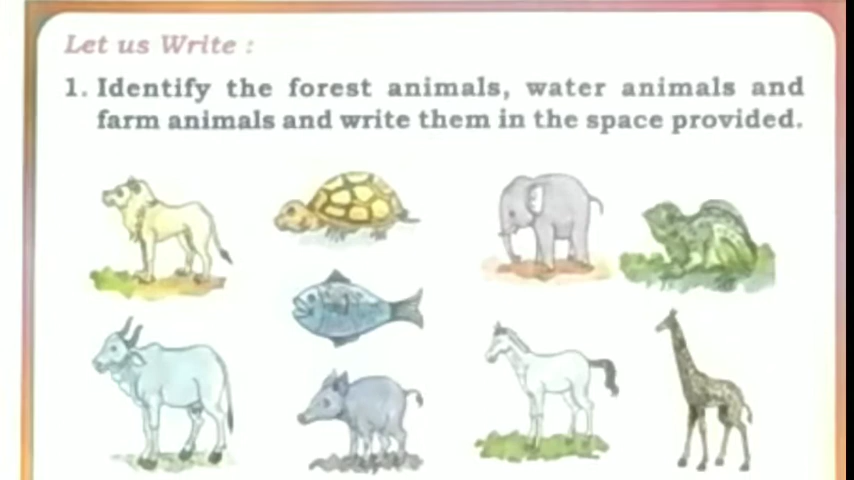 Let us Write :
1. Identify the forest animals, water animals and
farm animals and write them in the space provided.